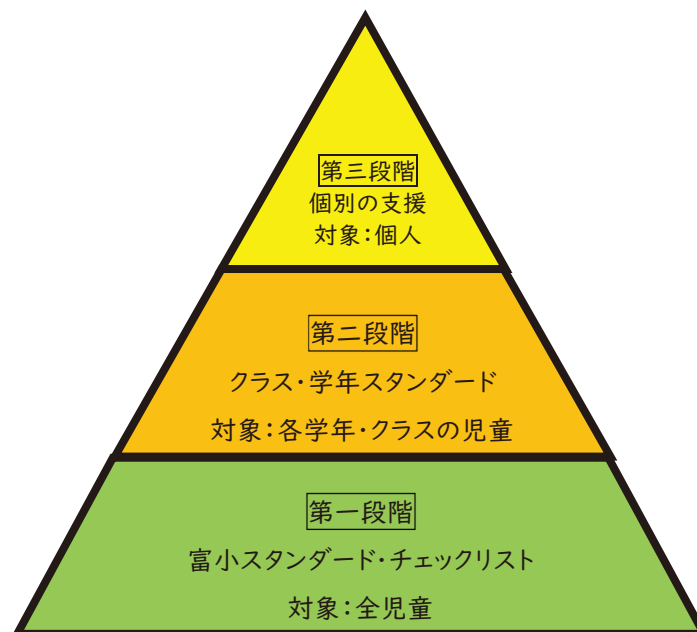 第三段階
個別の支援
対象：個人
第二段階
クラス・学年スタンダード
対象：各学年・クラスの児童
第一段階
富小スタンダード・チェックリスト
対象：全児童